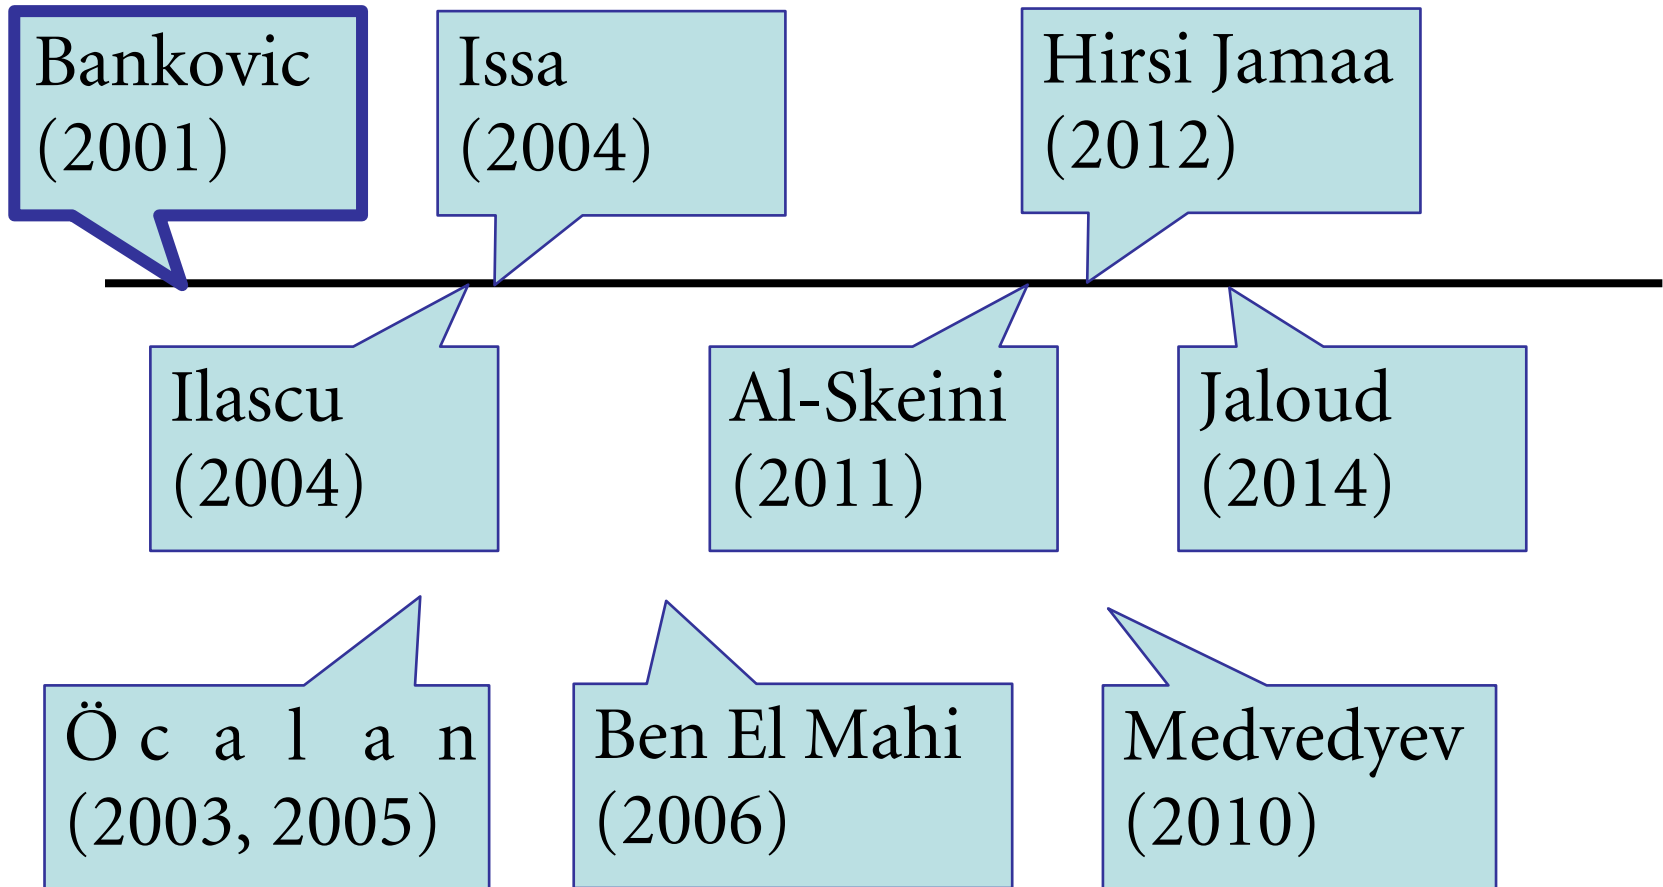 Bankovic
(2001)
Issa
(2004)
Hirsi Jamaa
(2012)
Ilascu
(2004)
Al-Skeini
(2011)
Jaloud
(2014)
Öcalan
(2003, 2005)
Ben El Mahi
(2006)
Medvedyev
(2010)